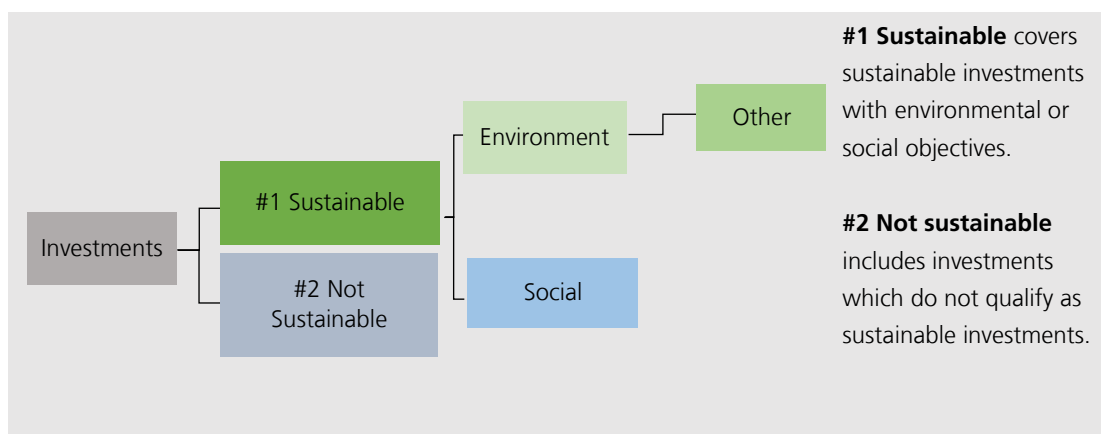 Investments
#1 Sustainable
#2 Not
Sustainable
Environment
Social
Other
#1 Sustainable covers
sustainable investments
with environmental or
social objectives.
#2 Not sustainable
includes investments
which do not qualify as
sustainable investments.